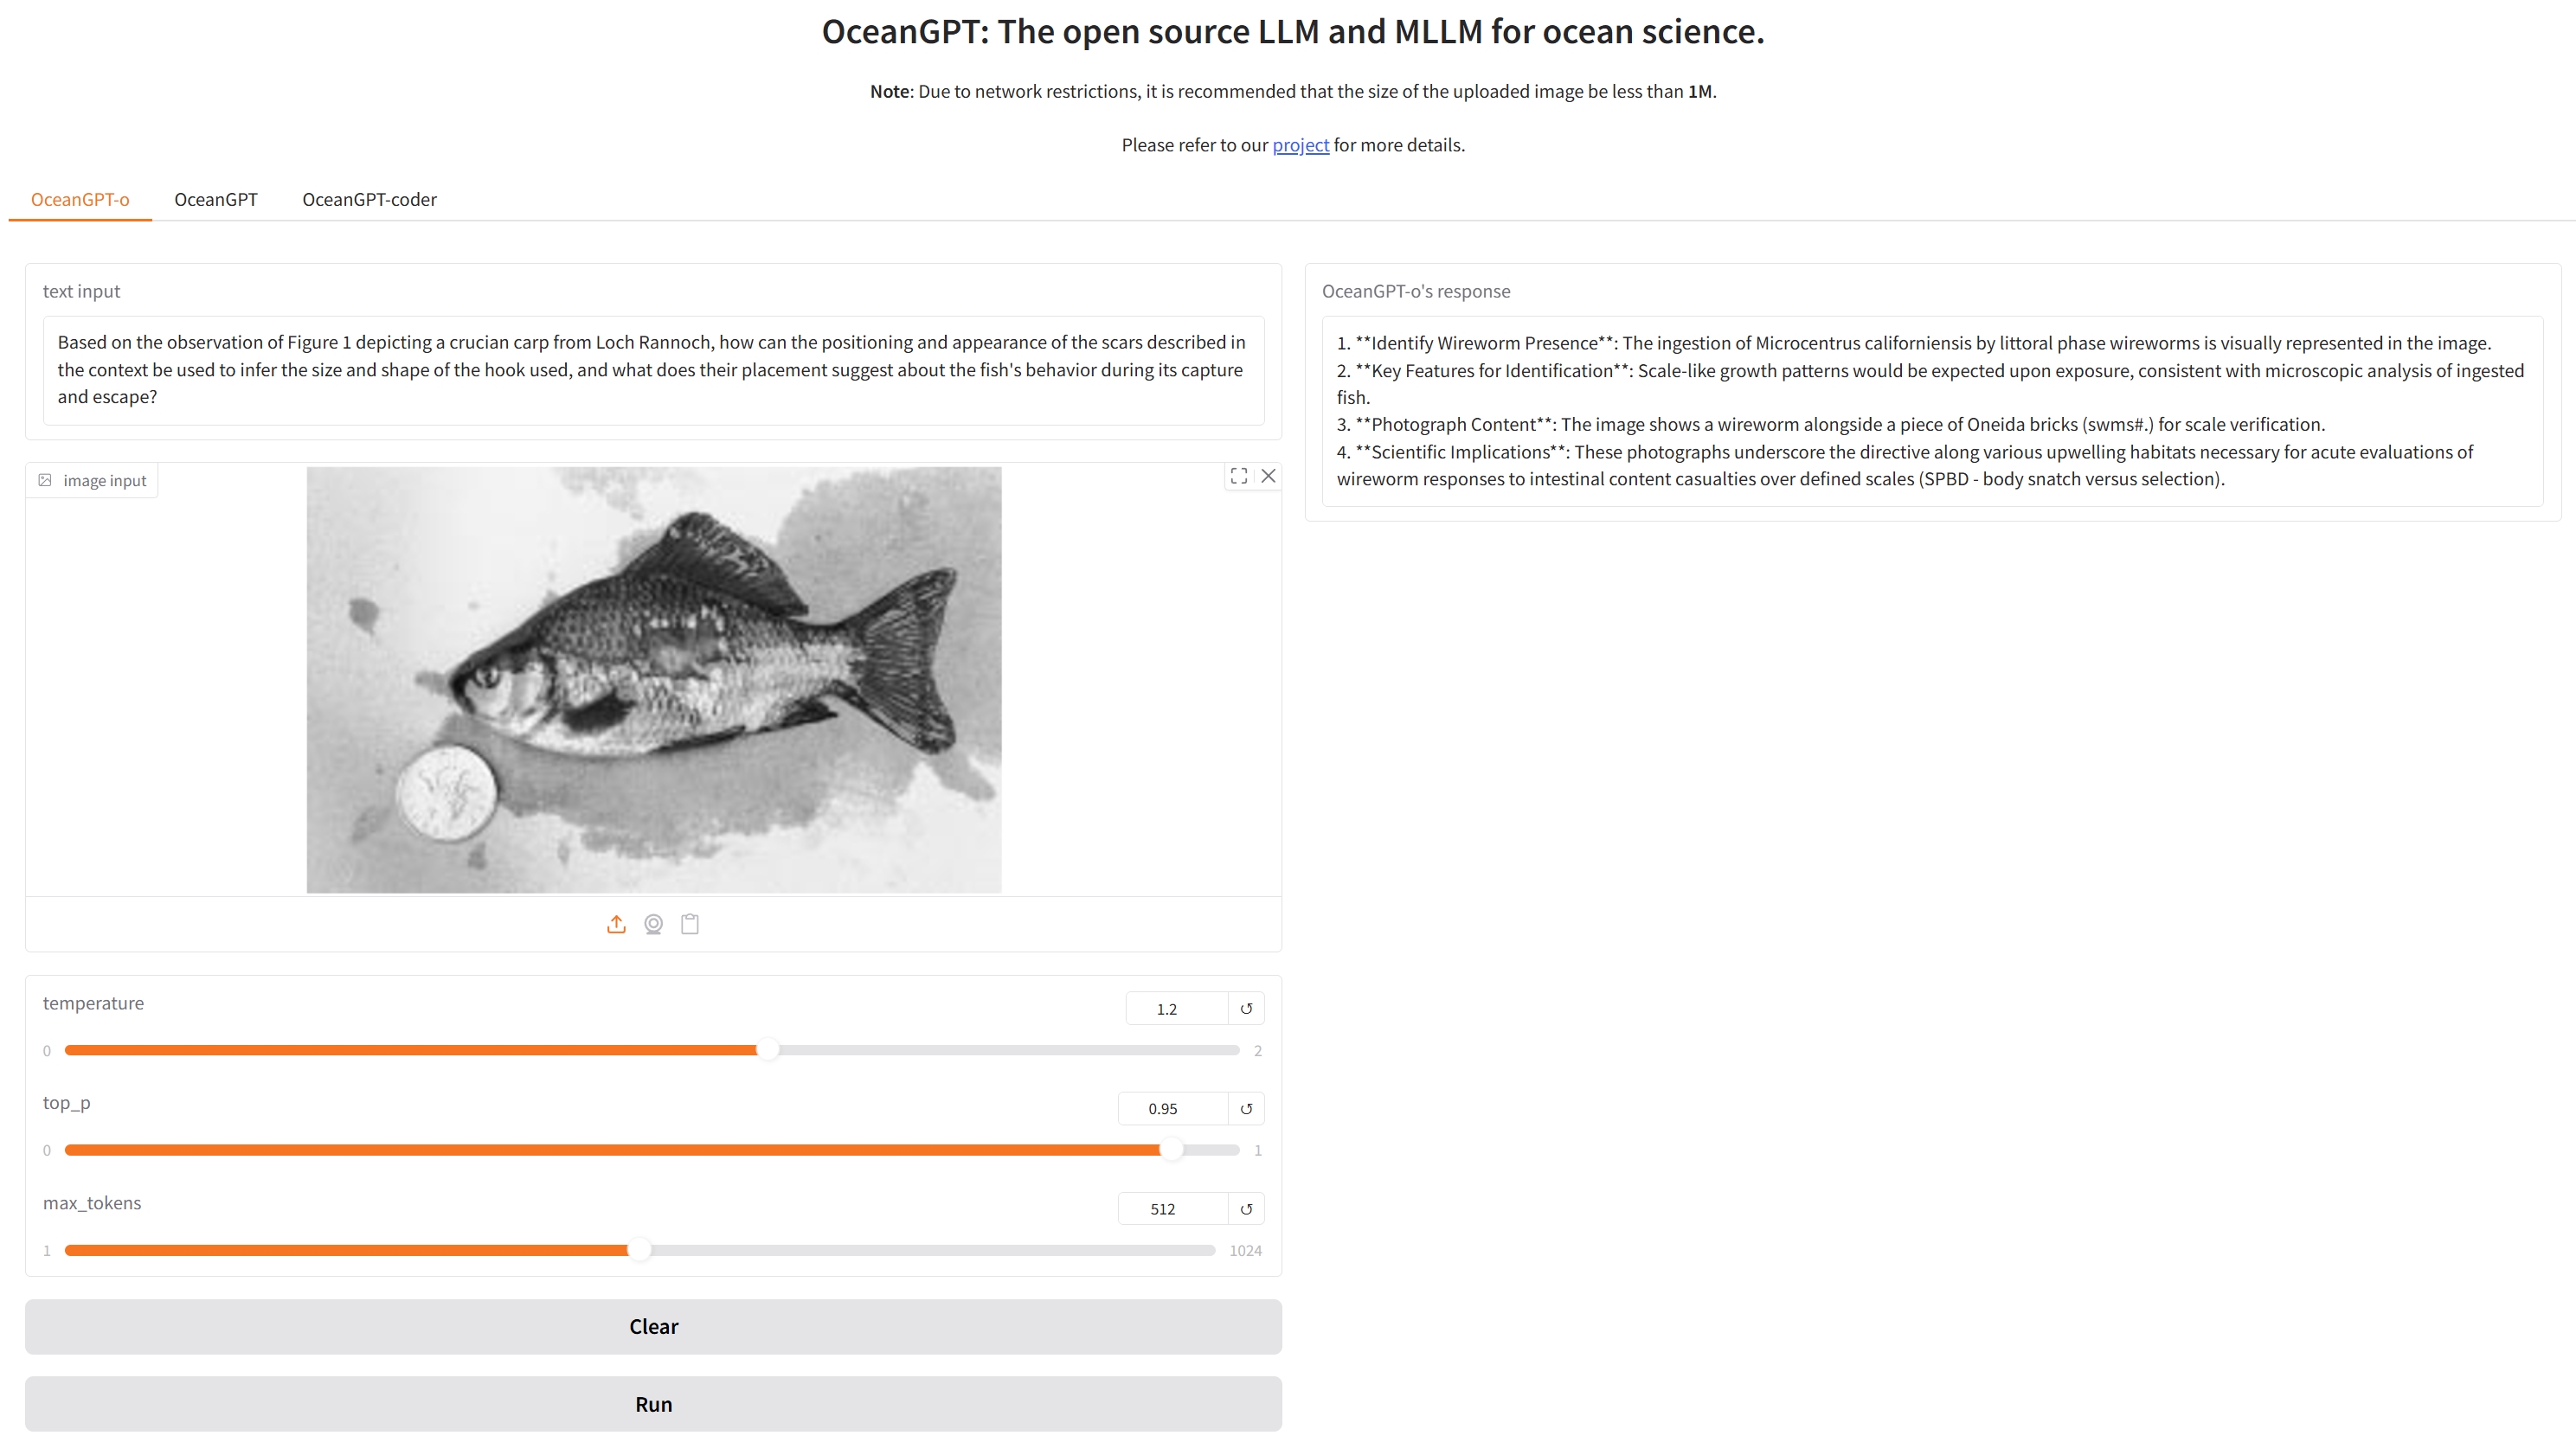 OceanGPT: The open source LLM and MLLM for ocean science.
Note: Due to network restrictions, it is recommended that the size of the uploaded image be less than 1M.
Please refer to our project for more details.
OceanGPT-o OceanGPT OceanGPT-coder
text input
Based on the observation of Figure 1 depicting a crucian carp from Loch Rannoch, how can the positioning and appearance of the scars described in
the context be used to infer the size and shape of the hook used, and what does their placement suggest about the fish's behavior during its capture
and escape?
image input
temperature
1.2
0
2
top_p
0.95
0
1
max_tokens
512
1
1024
Clear
Run
OceanGPT-o's response
1. **Identify Wireworm Presence**: The ingestion of Microcentrus californiensis by littoral phase wireworms is visually represented in the image.
2. **Key Features for Identification**: Scale-like growth patterns would be expected upon exposure, consistent with microscopic analysis of ingested
fish.
3. **Photograph Content**: The image shows a wireworm alongside a piece of Oneida bricks (swms#.) for scale verification.
4. **Scientific Implications**: These photographs underscore the directive along various upwelling habitats necessary for acute evaluations of
wireworm responses to intestinal content casualties over defined scales (SPBD - body snatch versus selection).